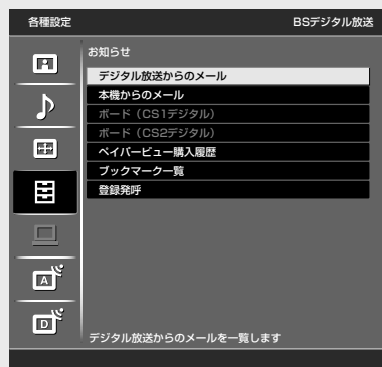 各種設定 BSデジタル放送
お知らせ
デジタル放送からのメール
本機からのメール
ボード（CS1デジタル）
ボード（CS2デジタル）
ペイパービュー購入履歴
ブックマーク一覧
登録発呼
A
D
デジタル放送からのメールを一覧します